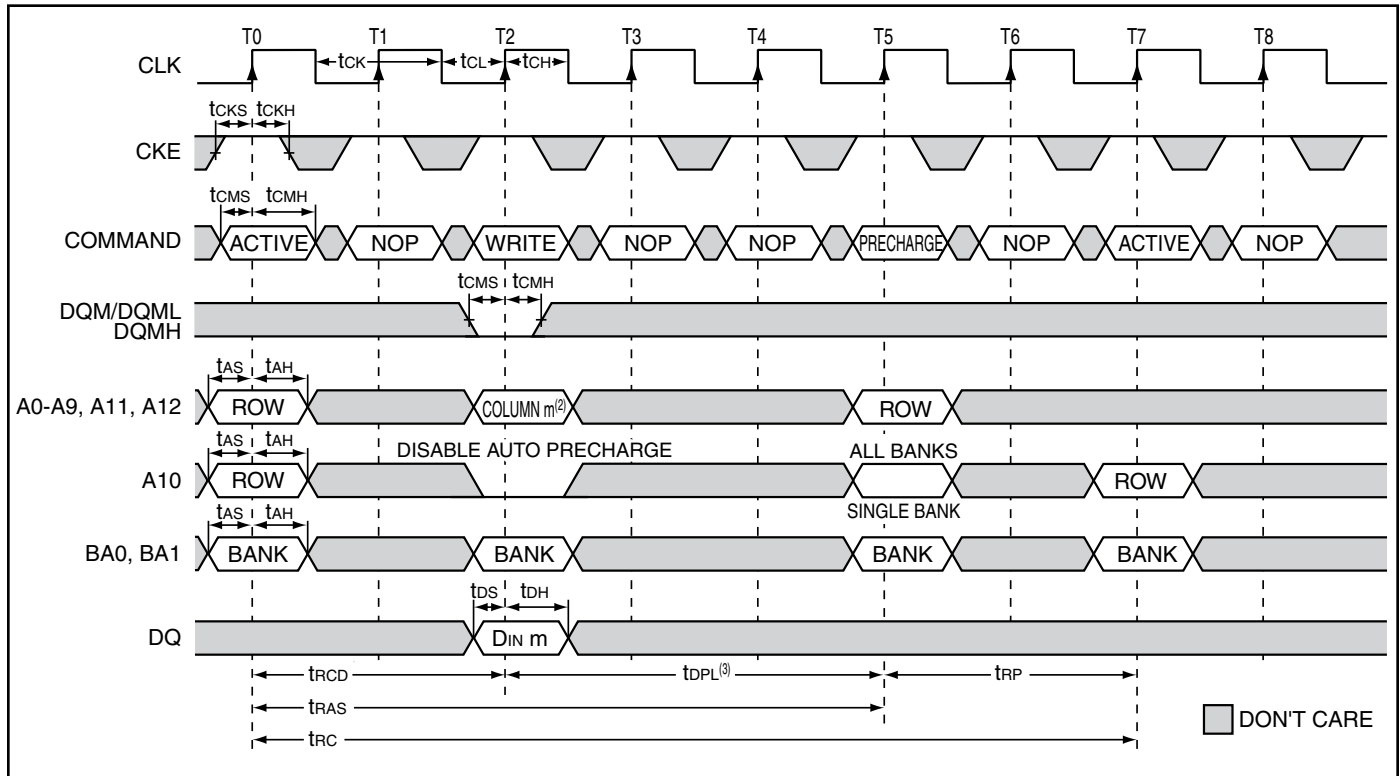 T0 T1 T2 T3 T4 T5 T6 T7 T8
CLK tCK tCL tCH
tCKS tCKH
CKE
tCMS tCMH
COMMAND ACTIVE NOP WRITE NOP NOP PRECHARGE NOP ACTIVE NOP
tCMS tCMH
DQM/DQML
DQMH
tAS tAH
A0-A9, A11, A12 ROW COLUMN m(2) ROW
tAS tAH DISABLE AUTO PRECHARGE ALL BANKS
A10 ROW ROW
tAS tAH SINGLE BANK
BA0, BA1 BANK BANK BANK BANK
tDS tDH
DQ DIN m
tRCD tDPL(3) tRP
tRAS
tRC
DON'T CARE